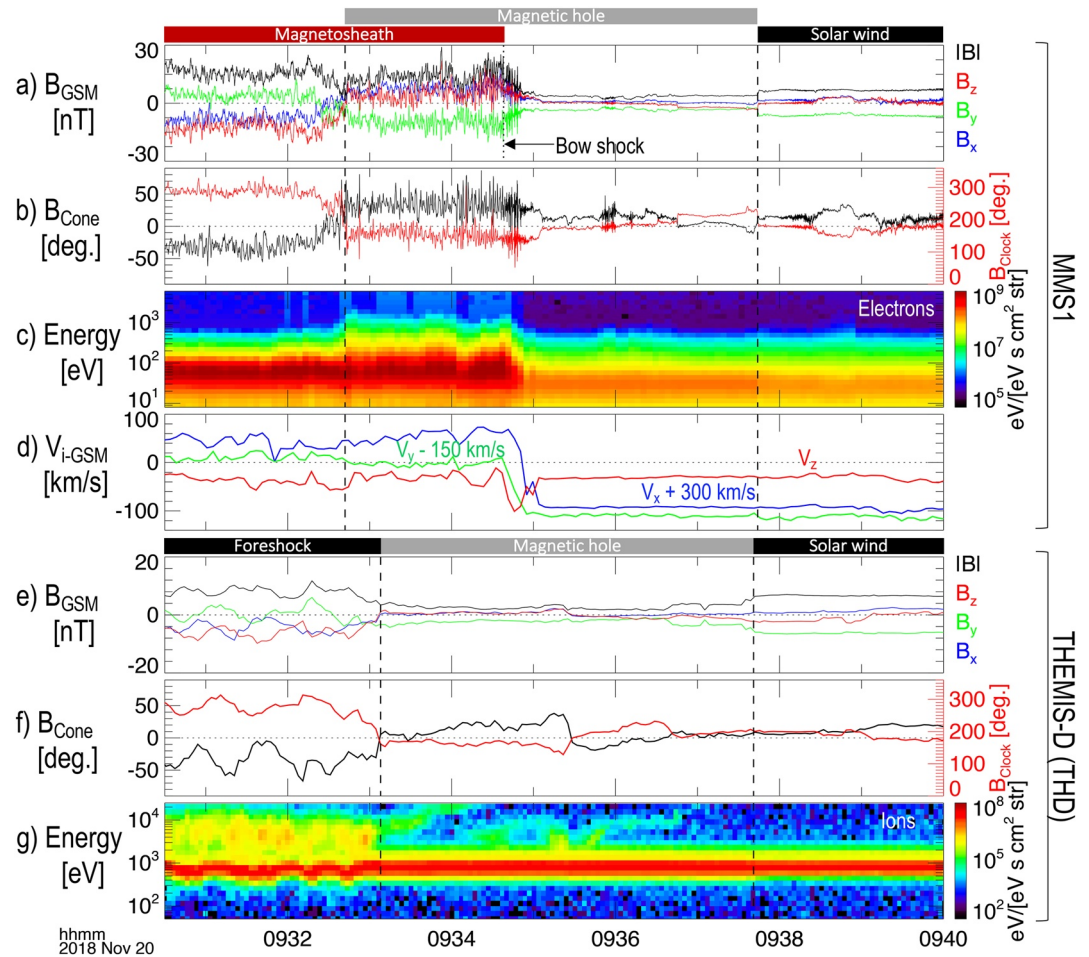 Magnetic hole
Magnetosheath
Solar wind
a) B_GSM
[nT]
30
0
-30
|B|
B_z
B_y
B_x
Bow shock
b) B_Cone
[deg.]
50
0
-50
300
200
100
0
B_Clock [deg.]
c) Energy
[eV]
10^3
10^2
10^1
Electrons
10^9
10^7
10^5
eV/[eV s cm^2 str]
d) V_i-GSM
[km/s]
100
0
-100
V_y - 150 km/s
V_x + 300 km/s
V_z
MMS1
Foreshock
Magnetic hole
Solar wind
e) B_GSM
[nT]
20
0
-20
|B|
B_z
B_y
B_x
f) B_Cone
[deg.]
50
0
-50
300
200
100
0
B_Clock [deg.]
g) Energy
[eV]
10^4
10^3
10^2
Ions
10^8
10^5
10^2
eV/[eV s cm^2 str]
THEMIS-D (THD)
hhmm
2018 Nov 20
0932
0934
0936
0938
0940